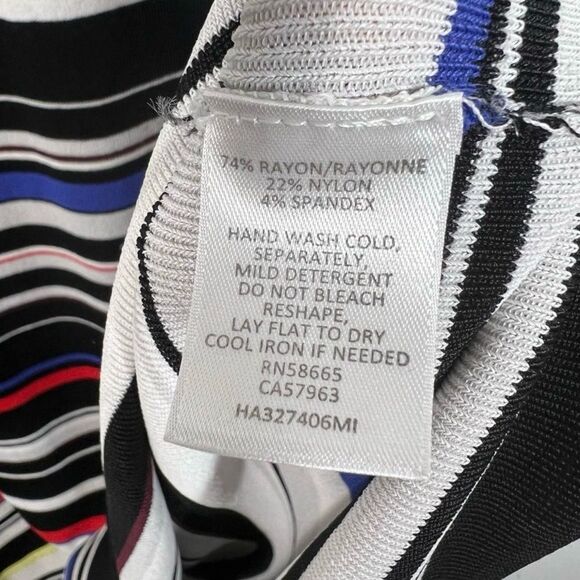 74% RAYON/RAYONNE
22% NYLON
4% SPANDEX
HAND WASH COLD,
SEPARATELY,
MILD DETERGENT
DO NOT BLEACH
RESHAPE,
LAY FLAT TO DRY
COOL IRON IF NEEDED
RN58665
CA57963
HA327406MI